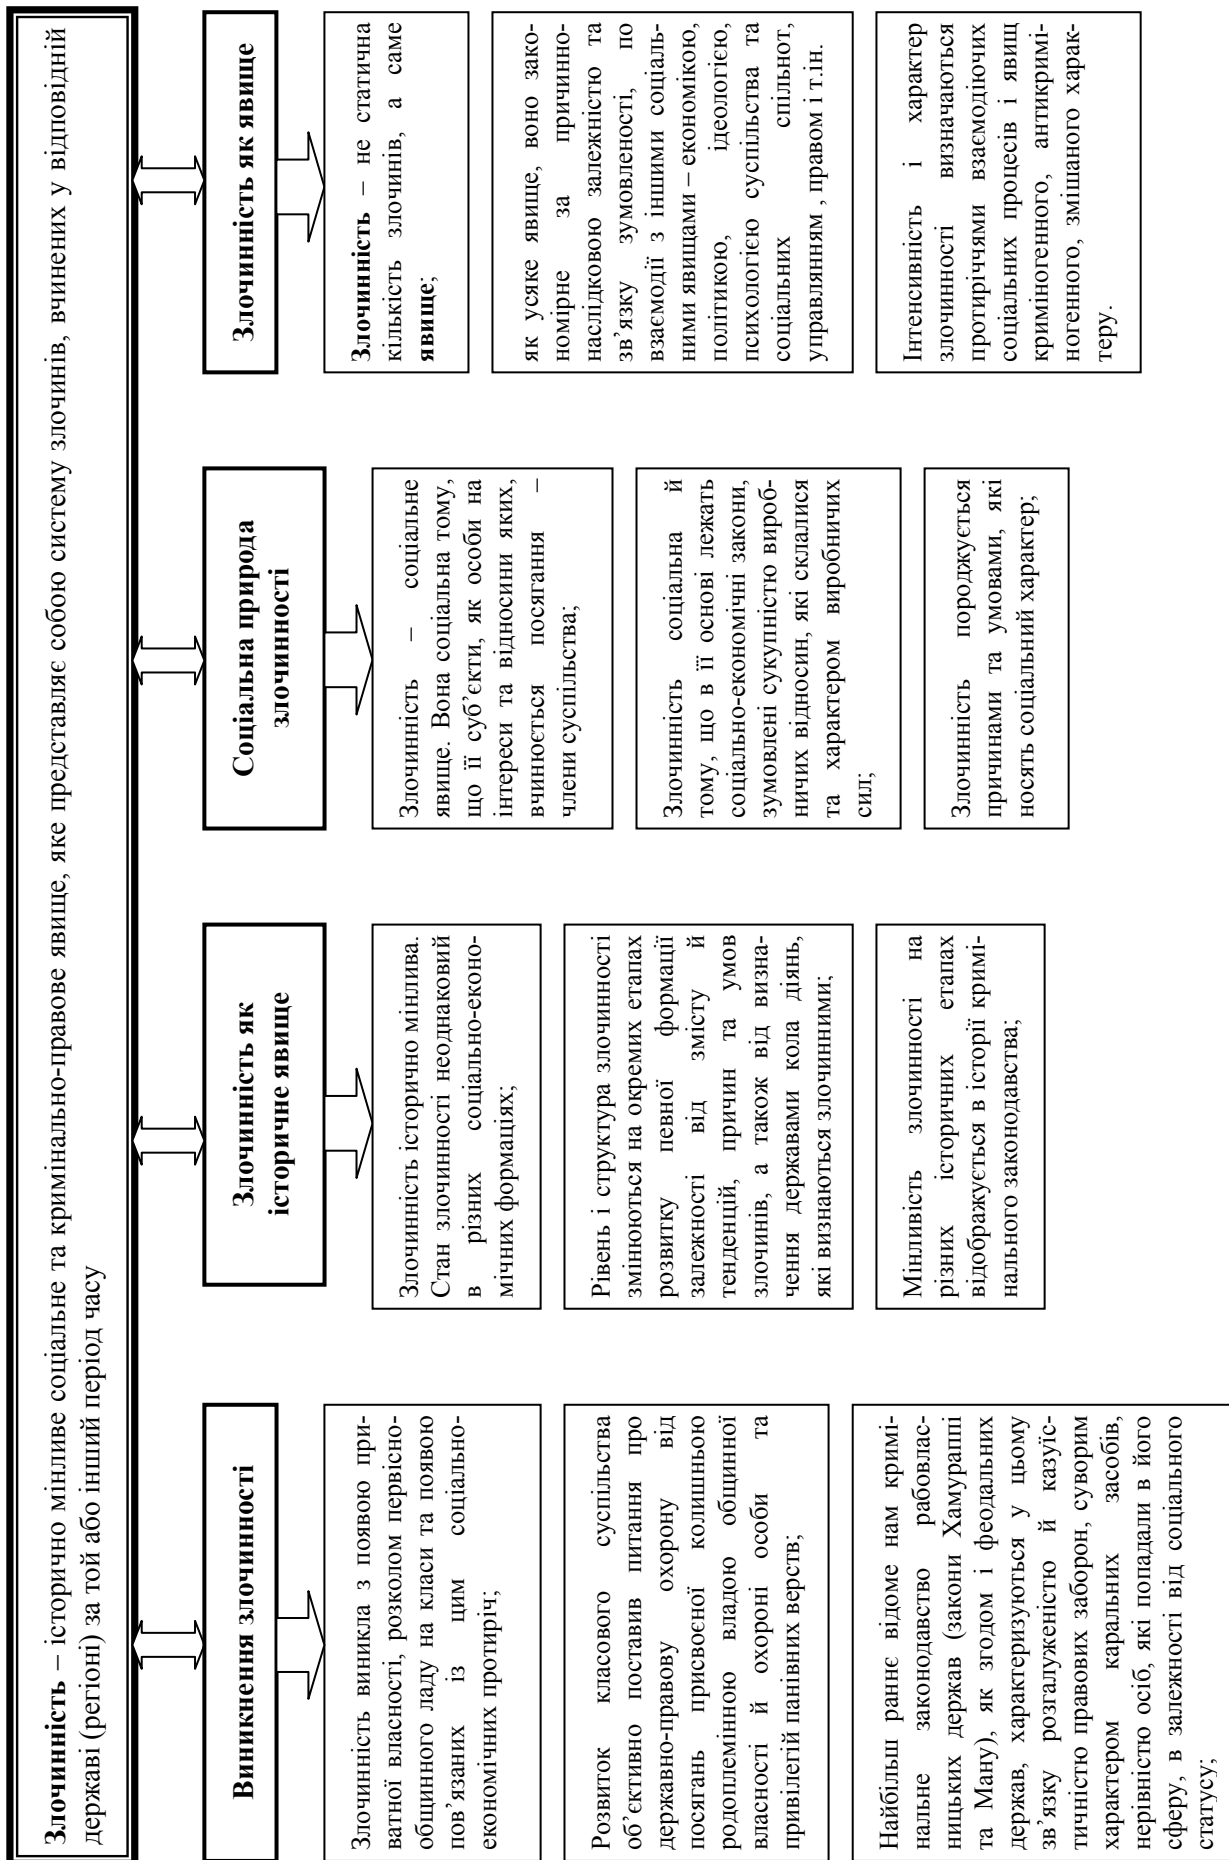 Злочинність – історично мінливе соціальне та кримінально-правове явище, яке представляє собою систему злочинів, вчинених у відповідній
державі (регіоні) за той або інший період часу
Виникнення злочинності
Злочинність виникла з появою при-
ватної власності, розколом первісно-
общинного ладу на класи та появою
пов’язаних із цим соціально-
економічних протиріч;
Розвиток класового суспільства
об’єктивно поставив питання про
державно-правову охорону від
посягань присвоєної колишньою
родоплемінною владою общинної
власності й охороні особи та
привілегій панівних верств;
Найбільш раннє відоме нам кримі-
нальне законодавство рабовлас-
ницьких держав (закони Хамураппі
та Ману), як згодом і феодальних
держав, характеризуються у цьому
зв’язку розгалуженістю й казуїс-
тичністю правових заборон, суворим
характером каральних засобів,
нерівністю осіб, які попадали в його
сферу, в залежності від соціального
статусу;
Злочинність як
історичне явище
Злочинність історично мінлива.
Стан злочинності неоднаковий
в різних соціально-еконо-
мічних формаціях;
Рівень і структура злочинності
змінюються на окремих етапах
розвитку певної формації
залежності від змісту й
тенденцій, причин та умов
злочинів, а також від визна-
чення державами кола діянь,
які визнаються злочинними;
Мінливість злочинності на
різних історичних етапах
відображується в історії кримі-
нального законодавства;
Соціальна природа
злочинності
Злочинність – соціальне
явище. Вона соціальна тому,
що її суб’єкти, як особи на
інтереси та відносини яких,
вчинюється посягання –
члени суспільства;
Злочинність соціальна й
тому, що в її основі лежать
соціально-економічні закони,
зумовлені сукупністю вироб-
ничих відносин, які склалися
та характером виробничих
сил;
Злочинність породжується
причинами та умовами, які
носять соціальний характер;
Злочинність як явище
Злочинність – не статична
кількість злочинів, а саме
явище;
як усяке явище, воно зако-
номірне за причинно-
наслідковою залежністю та
зв’язку зумовленості, по
взаємодії з іншими соціаль-
ними явищами – економікою,
політикою, ідеологією,
психологією суспільства та
соціальних спільнот,
управлянням , правом і т.ін.
Інтенсивність і характер
злочинності визначаються
протиріччями взаємодіючих
соціальних процесів і явищ
криміногенного, антикримі-
ногенного, змішаного харак-
теру.